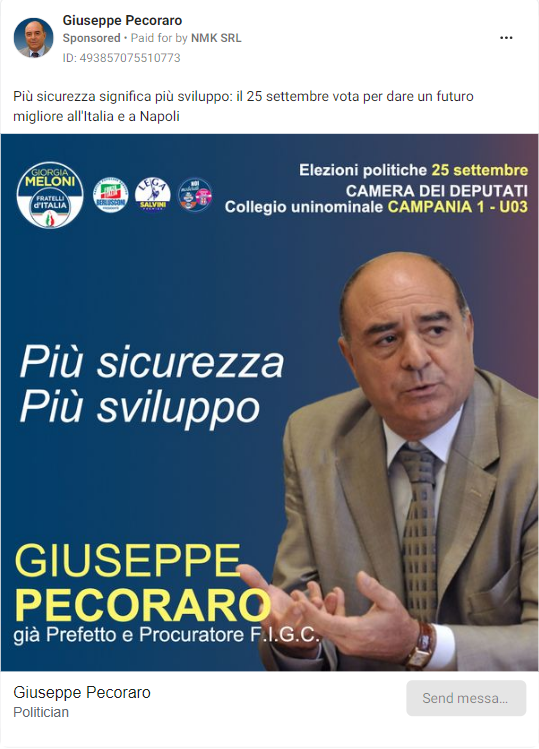 Giuseppe Pecoraro
Sponsored • Paid for by NMK SRL
ID: 493857075510773
Più sicurezza significa più sviluppo: il 25 settembre vota per dare un futuro
migliore all'Italia e a Napoli
GIORGIA
MELONI
FRATELLI
d'ITALIA
BERLUSCONI
LEGA
SALVINI
PREMIER
NOI
Elezioni politiche 25 settembre
CAMERA DEI DEPUTATI
Collegio uninominale CAMPANIA 1 - U03
Più sicurezza
Più sviluppo
GIUSEPPE
PECORARO
già Prefetto e Procuratore F.I.G.C.
Giuseppe Pecoraro
Politician
Send messa...